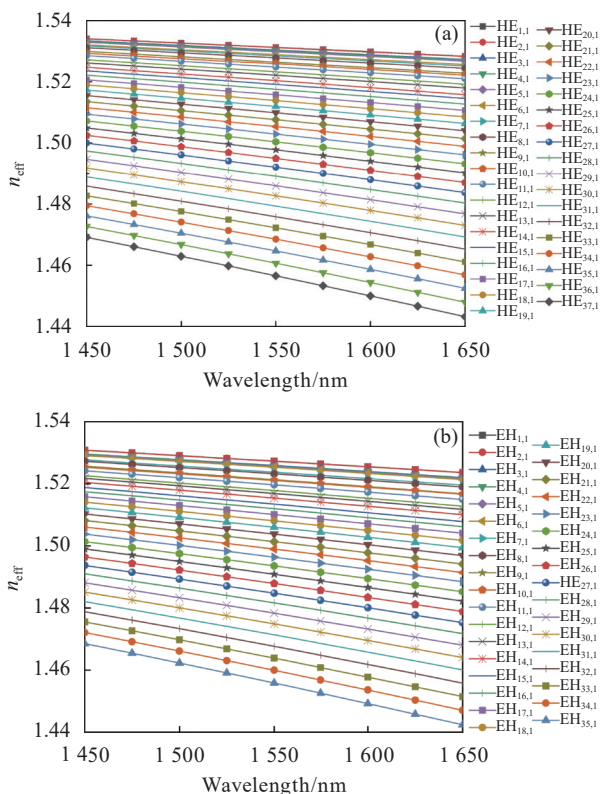 (a)
1.54
1.52
1.50
1.48
1.46
1.44
n_eff
1 450
1 500
1 550
1 600
1 650
Wavelength/nm
HE1,1
HE2,1
HE3,1
HE4,1
HE5,1
HE6,1
HE7,1
HE8,1
HE9,1
HE10,1
HE11,1
HE12,1
HE13,1
HE14,1
HE15,1
HE16,1
HE17,1
HE18,1
HE19,1
HE20,1
HE21,1
HE22,1
HE23,1
HE24,1
HE25,1
HE26,1
HE27,1
HE28,1
HE29,1
HE30,1
HE31,1
HE32,1
HE33,1
HE34,1
HE35,1
HE36,1
HE37,1
(b)
1.54
1.52
1.50
1.48
1.46
1.44
n_eff
1 450
1 500
1 550
1 600
1 650
Wavelength/nm
EH1,1
EH2,1
EH3,1
EH4,1
EH5,1
EH6,1
EH7,1
EH8,1
EH9,1
EH10,1
EH11,1
EH12,1
EH13,1
EH14,1
EH15,1
EH16,1
EH17,1
EH18,1
EH19,1
EH20,1
EH21,1
EH22,1
EH23,1
EH24,1
EH25,1
EH26,1
HE27,1
EH28,1
EH29,1
EH30,1
EH31,1
EH32,1
EH33,1
EH34,1
EH35,1